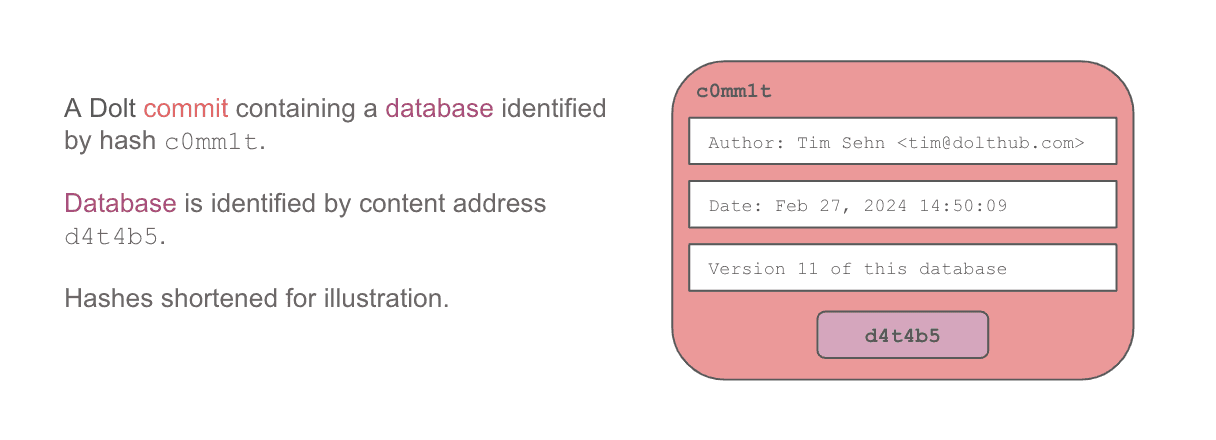 A Dolt commit containing a database identified
by hash c0mm1t.
Database is identified by content address
d4t4b5.
Hashes shortened for illustration.
c0mm1t
Author: Tim Sehn <tim@dolthub.com>
Date: Feb 27, 2024 14:50:09
Version 11 of this database
d4t4b5